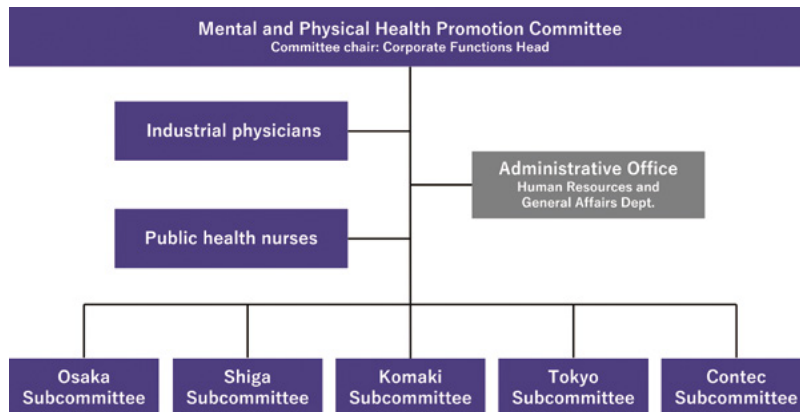 Mental and Physical Health Promotion Committee
Committee chair: Corporate Functions Head
Industrial physicians
Administrative Office
Human Resources and
General Affairs Dept.
Public health nurses
Osaka
Subcommittee
Shiga
Subcommittee
Komaki
Subcommittee
Tokyo
Subcommittee
Contec
Subcommittee